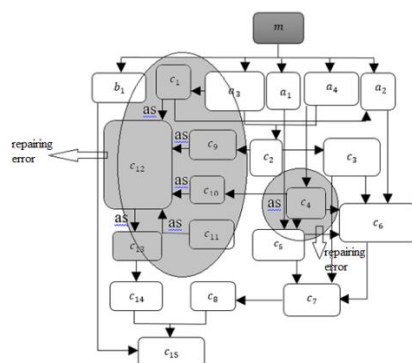 m
b₁
c₁
a₃
a₁
a₄
a₂
as
repairing
error
c₁₂
as
c₉
c₂
c₃
as
c₁₀
as
c₄
c₆
as
as
c₁₃
c₁₁
c₅
repairing
error
c₁₄
c₈
c₇
c₁₅